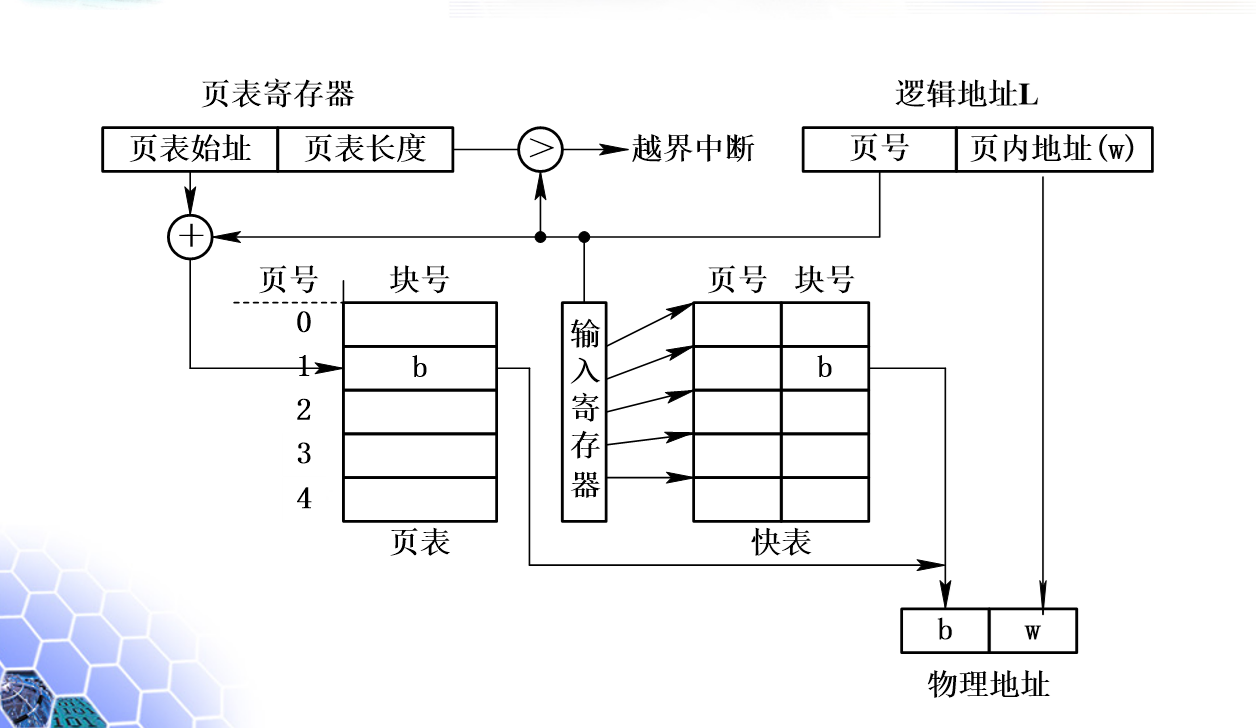 页表寄存器
逻辑地址L
页表始址 页表长度
>
越界中断
页号 页内地址(w)
+
页号 块号
0
1 b
2
3
4
页表
输入寄存器
页号 块号
b
快表
b w
物理地址
101
101